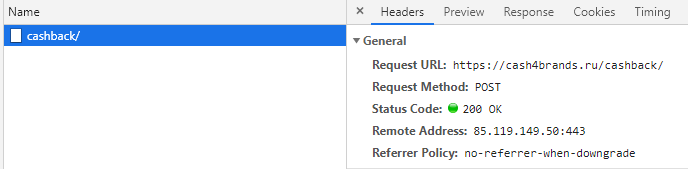 Name
cashback/
× Headers Preview Response Cookies Timing
▼ General
Request URL: https://cash4brands.ru/cashback/
Request Method: POST
Status Code: 200 OK
Remote Address: 85.119.149.50:443
Referrer Policy: no-referrer-when-downgrade